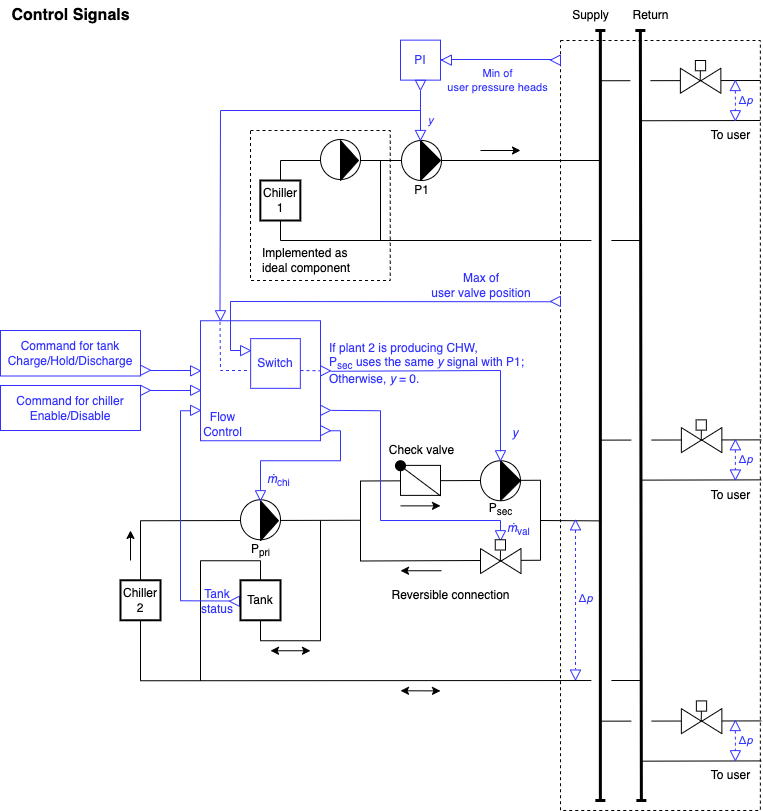 Control Signals
Supply
Return
PI
Min of
user pressure heads
Δp
To user
y
P1
Chiller
1
Implemented as
ideal component
Max of
user valve position
Command for tank
Charge/Hold/Discharge
Command for chiller
Enable/Disable
Switch
Flow
Control
If plant 2 is producing CHW,
Psec uses the same y signal with P1;
Otherwise, y = 0.
y
Check valve
Psec
Δp
To user
ṁchi
Ppri
ṁval
Reversible connection
Chiller
2
Tank
status
Tank
Δp
Δp
To user